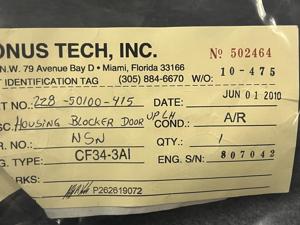 ONUS TECH, INC.
N.W. 79 Avenue Bay D • Miami, Florida 33166
Nº 502464
T IDENTIFICATION TAG (305) 884-6670 W/O: 10-475
T NO.: 228-50100-415 DATE: JUN 01 2010
SC. HOUSING BLOCKER DOOR UP LH COND.: A/R
R. NO.: NSN QTY.: 1
G. TYPE: CF34-3A1 ENG. S/N: 807042
RKS:
P262619072